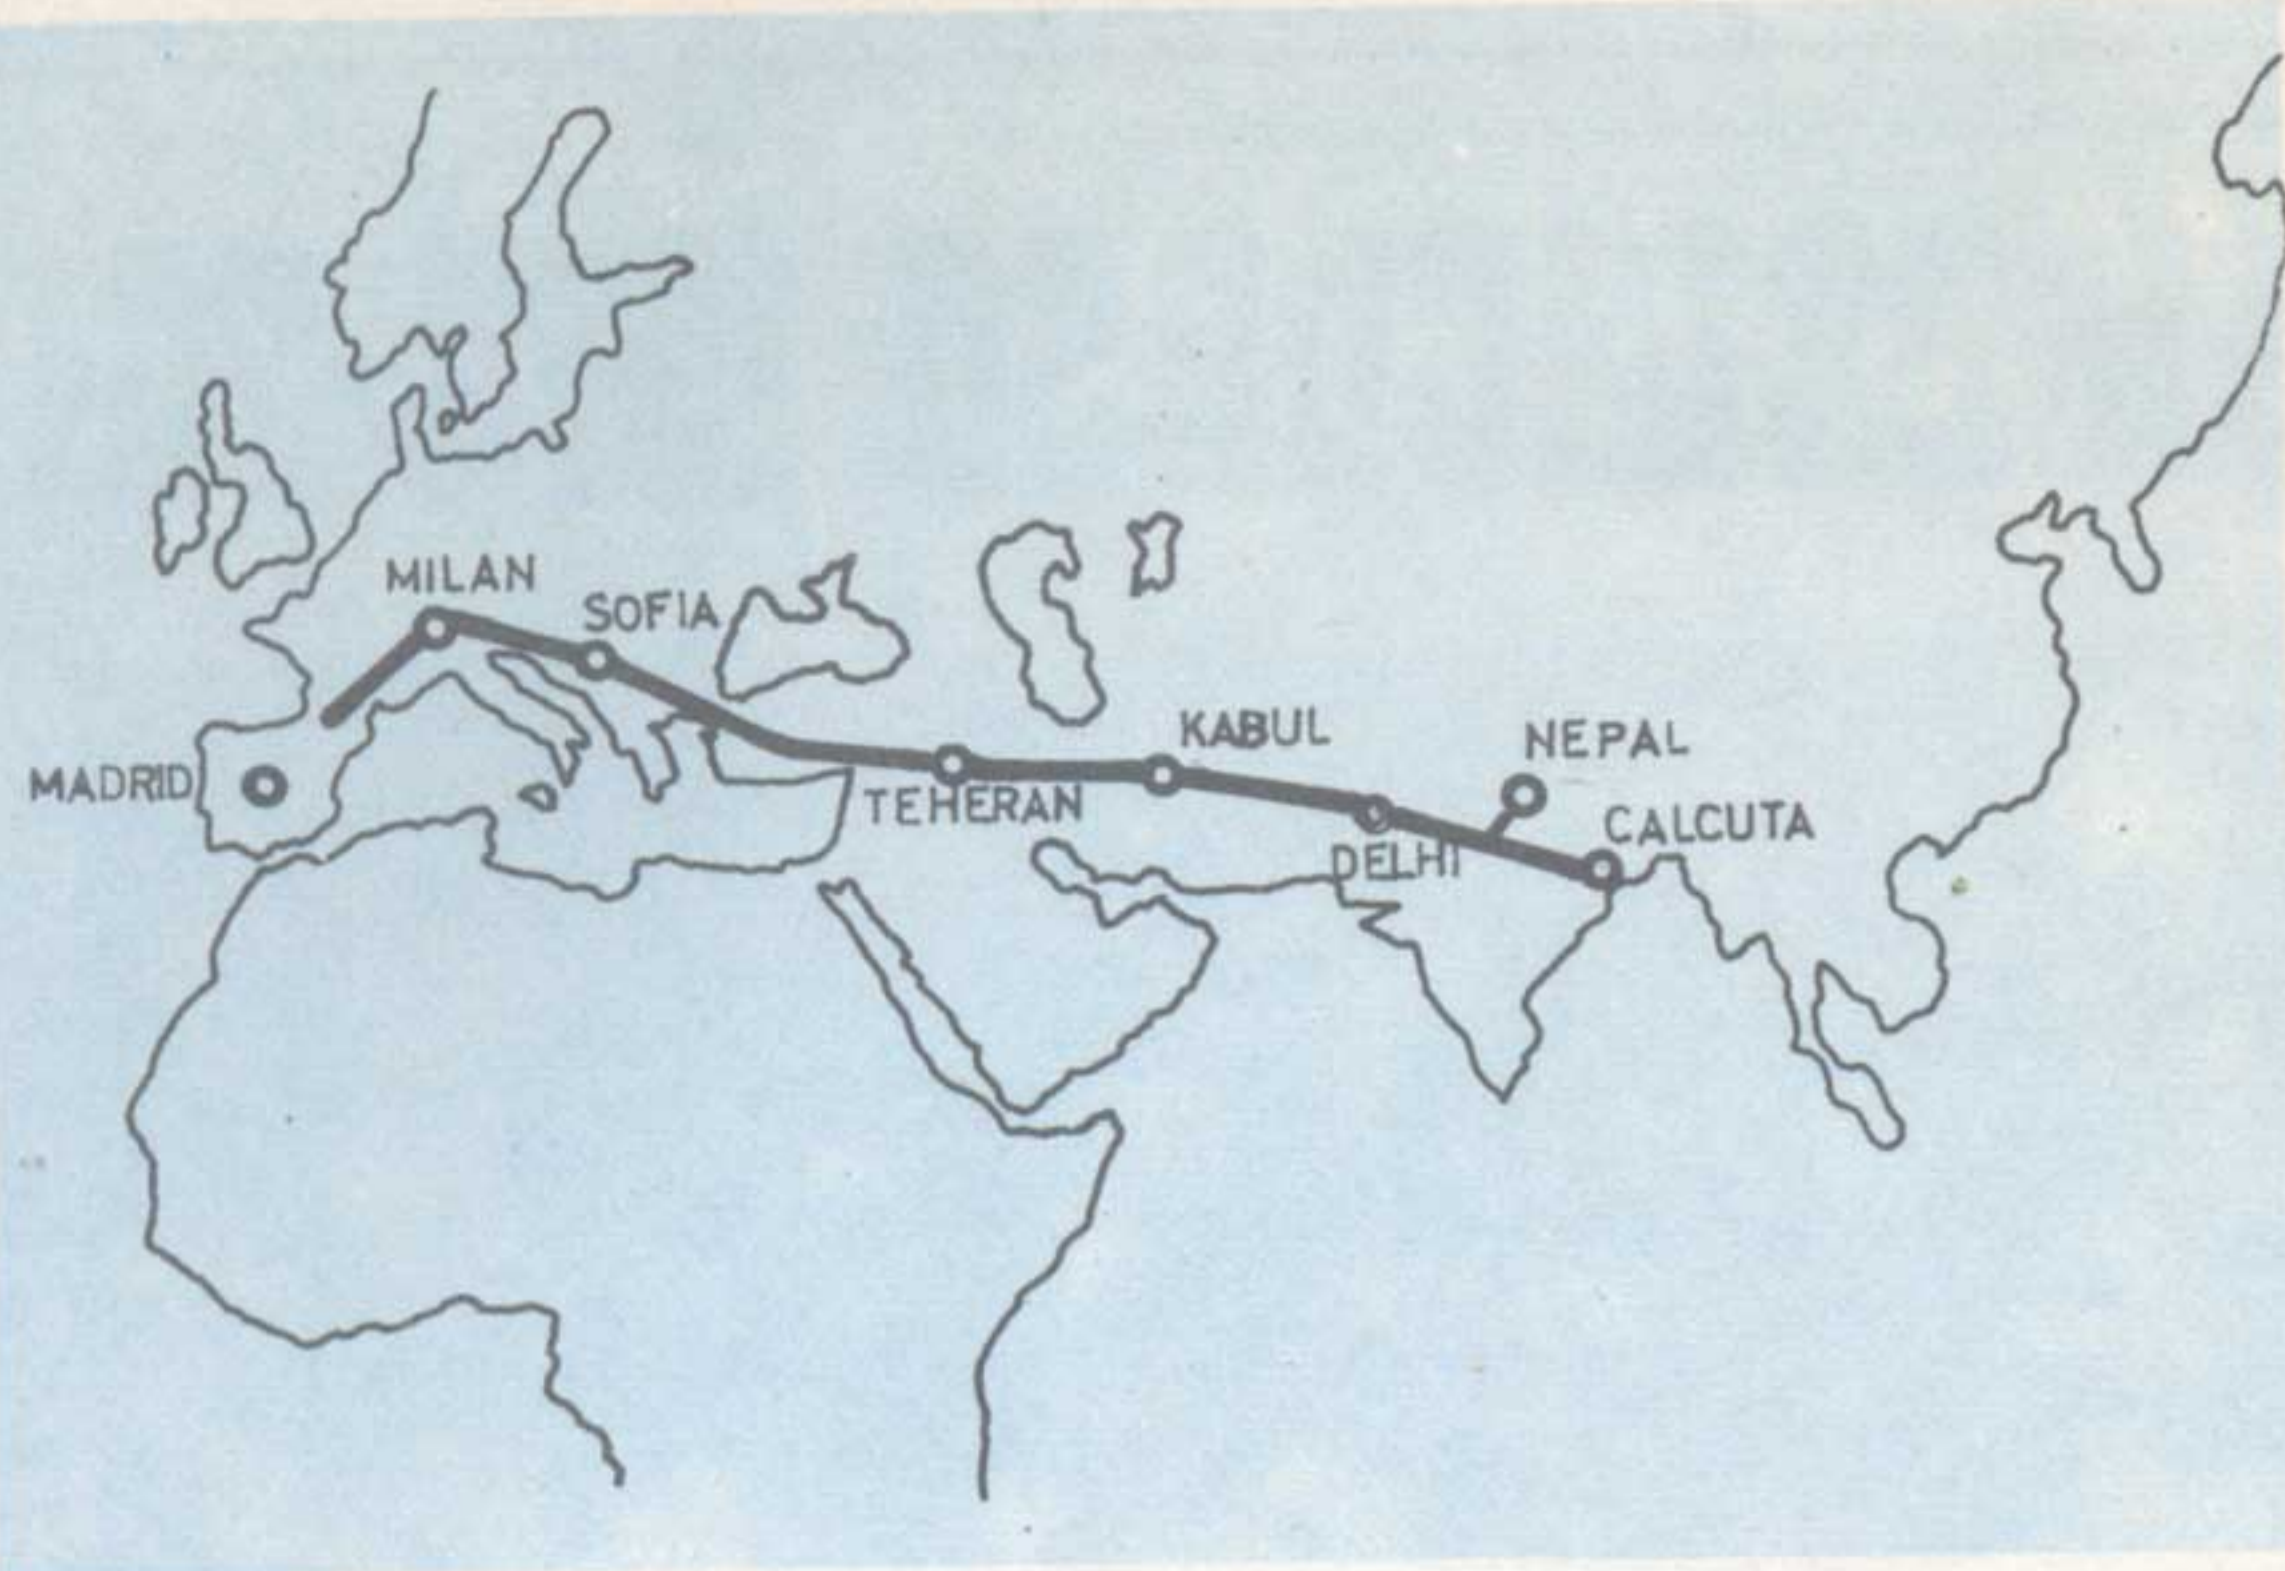 MILAN
SOFIA
MADRID
TEHERAN
KABUL
DELHI
NEPAL
CALCUTA